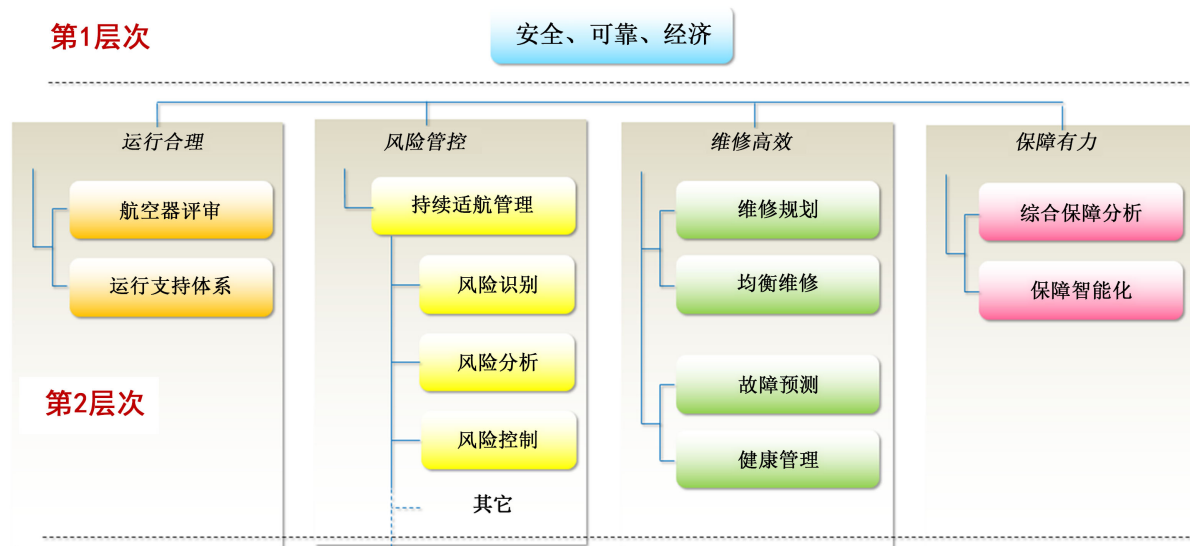 第1层次
安全、可靠、经济
运行合理
航空器评审
运行支持体系
风险管控
持续适航管理
风险识别
风险分析
风险控制
其它
维修高效
维修规划
均衡维修
故障预测
健康管理
保障有力
综合保障分析
保障智能化
第2层次